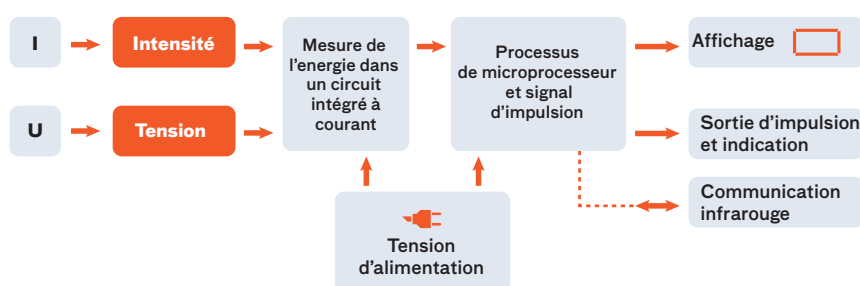 I
Intensité
Mesure de
l'energie dans
un circuit
intégré à
courant
Processus
de microprocesseur
et signal
d'impulsion
Affichage
U
Tension
Sortie d'impulsion
et indication
Communication
infrarouge
Tension
d'alimentation